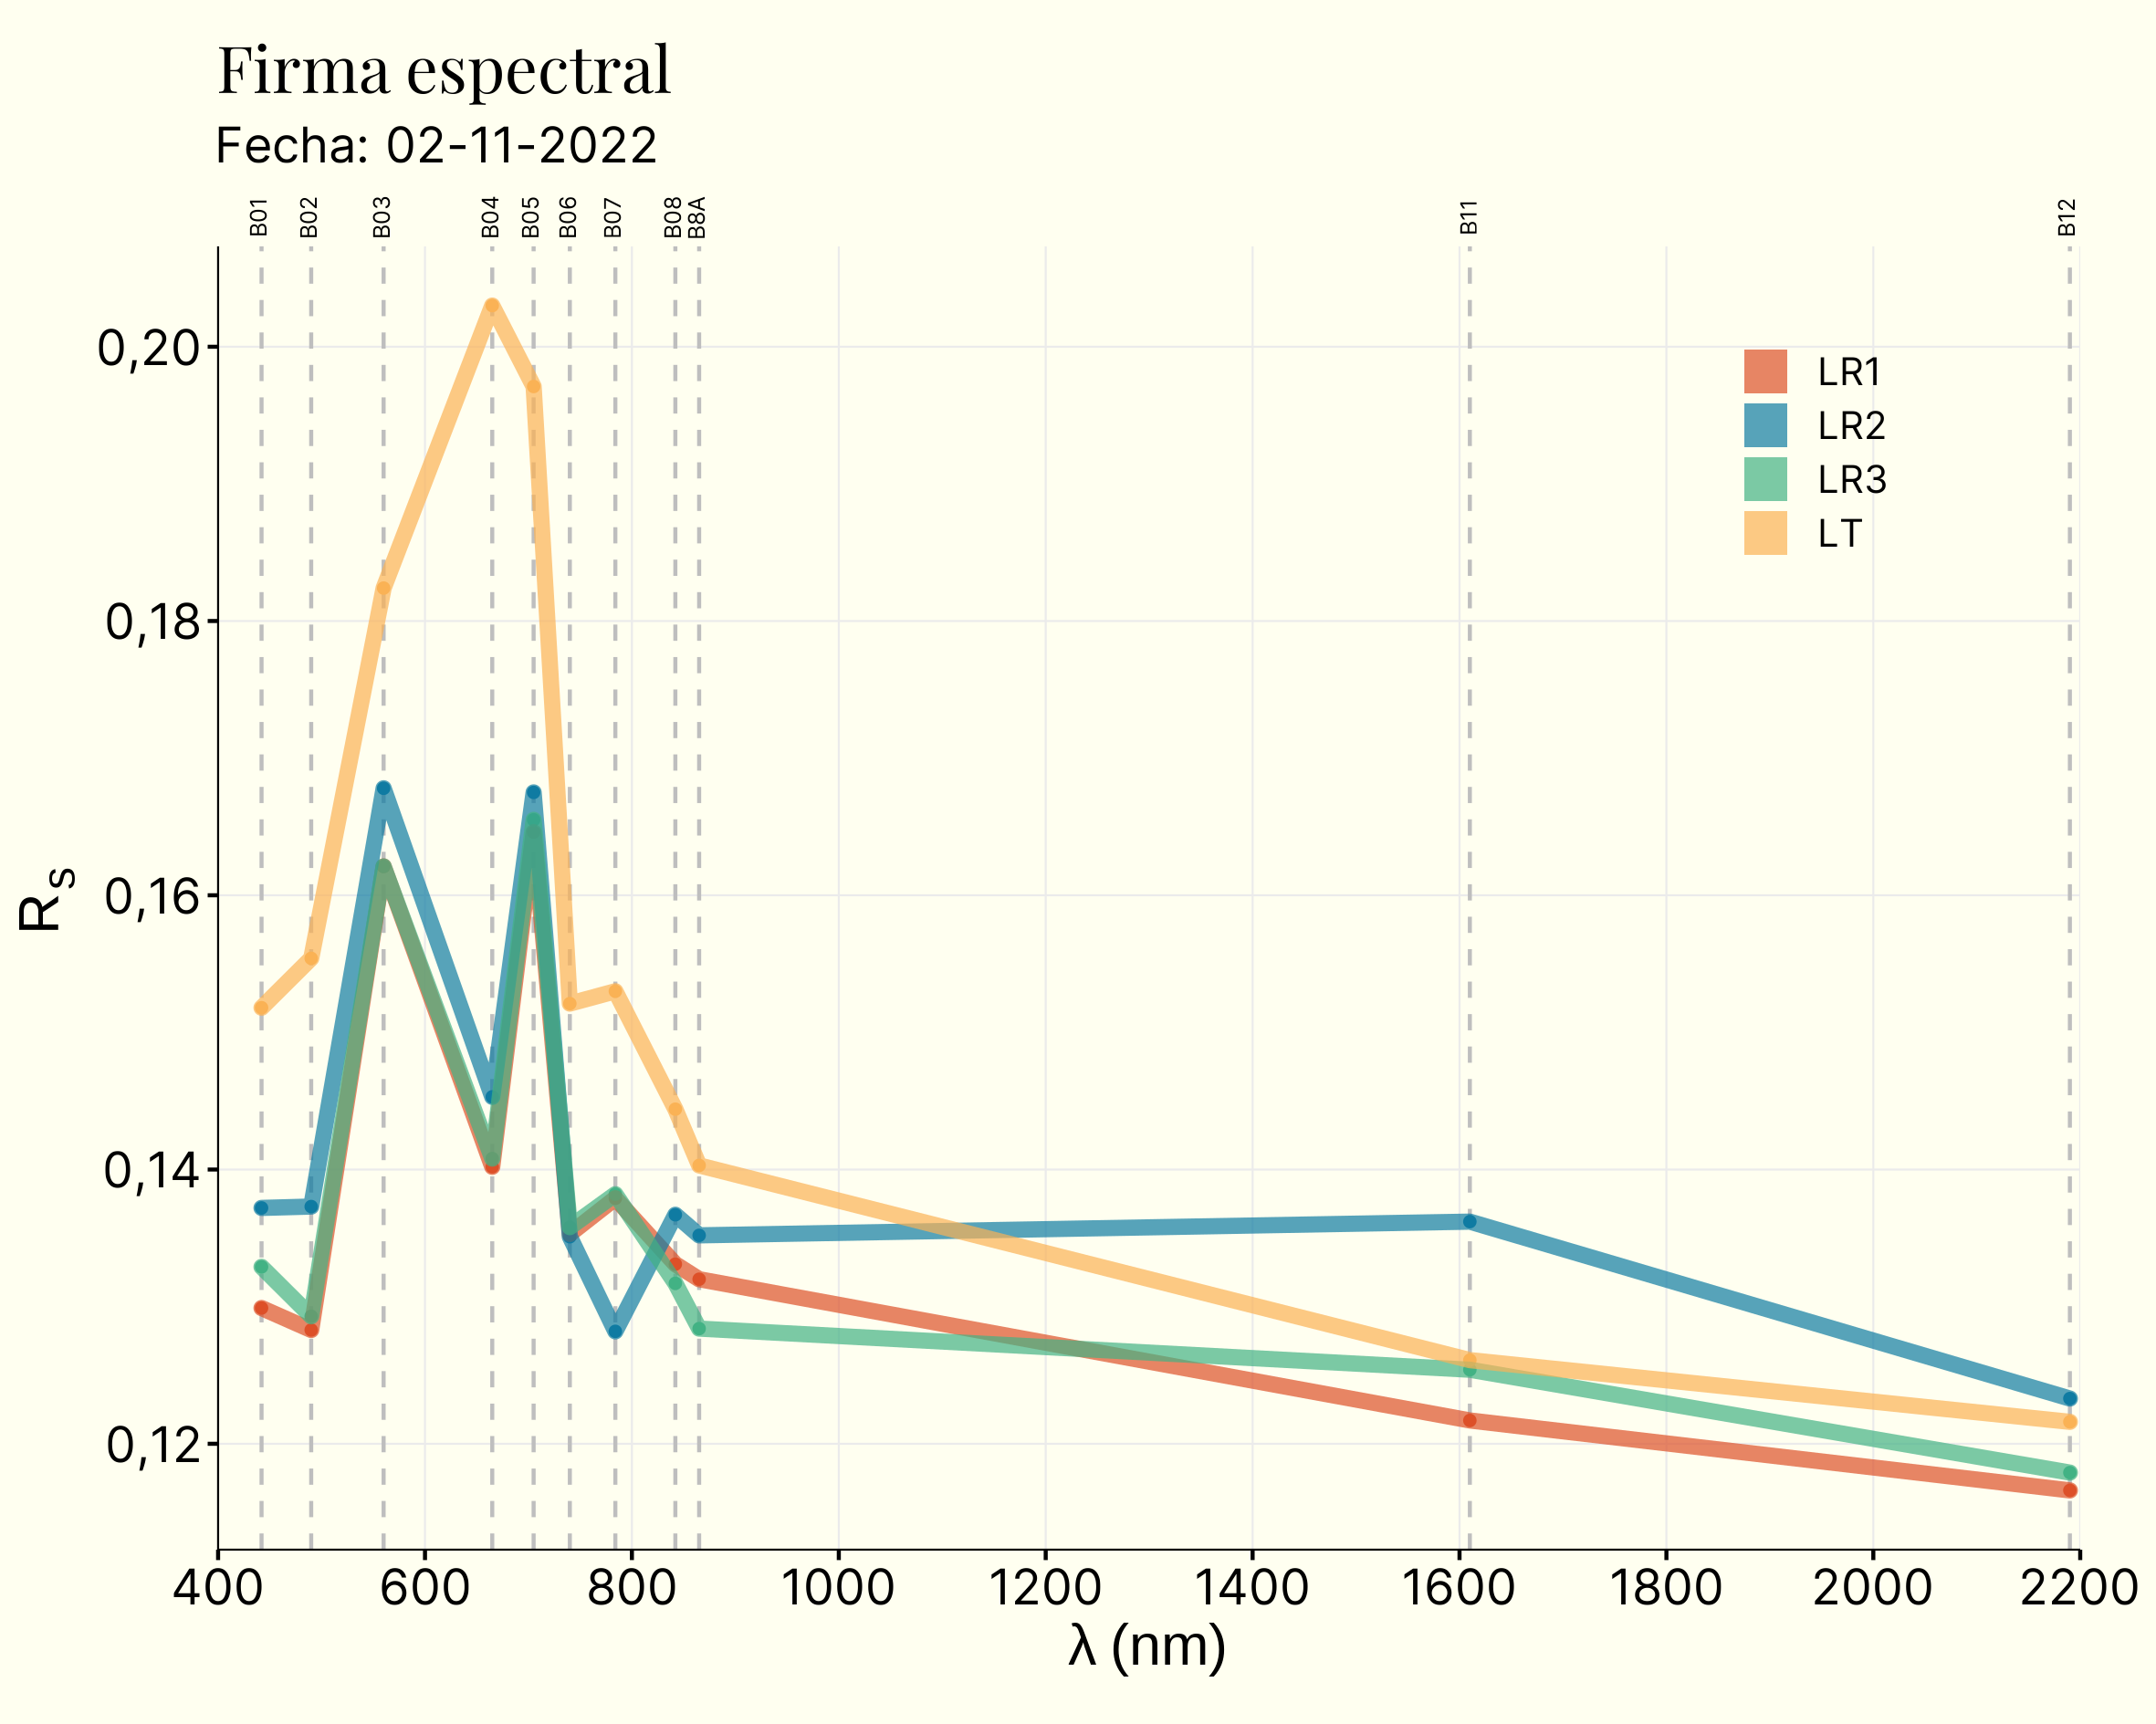 Firma espectral
Fecha: 02-11-2022
B01 B02 B03 B04 B05 B06 B07 B08 B8A B11 B12
0,20
0,18
0,16
0,14
0,12
Rs
LR1
LR2
LR3
LT
400 600 800 1000 1200 1400 1600 1800 2000 2200
λ (nm)